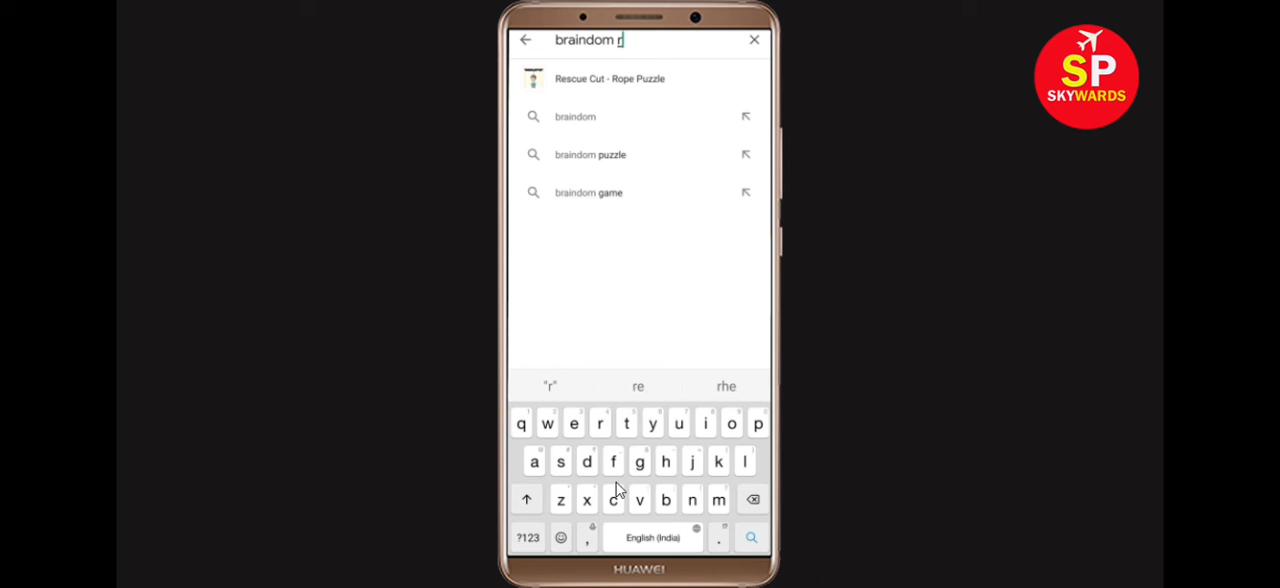 braindom r
SP
SKYWARDS
Rescue Cut - Rope Puzzle
braindom
braindom puzzle
braindom game
"r" re rhe
q w e r t y u i o p
a s d f g h j k l
z x c v b n m
?123 , English (India) .
HUAWEI